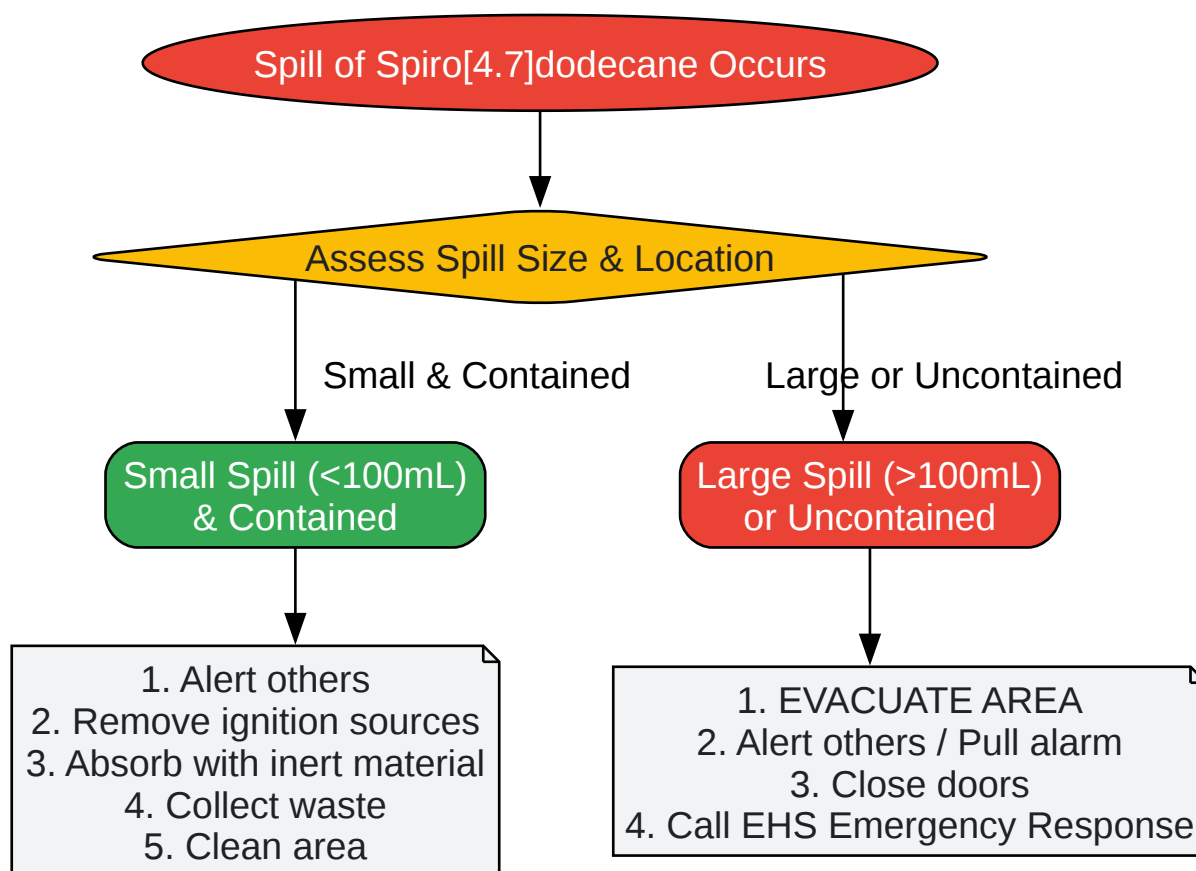 Spill of Spiro[4.7]dodecane Occurs
Assess Spill Size & Location
Small & Contained
Large or Uncontained
Small Spill (<100mL)
& Contained
Large Spill (>100mL)
or Uncontained
1. Alert others
2. Remove ignition sources
3. Absorb with inert material
4. Collect waste
5. Clean area
1. EVACUATE AREA
2. Alert others / Pull alarm
3. Close doors
4. Call EHS Emergency Response